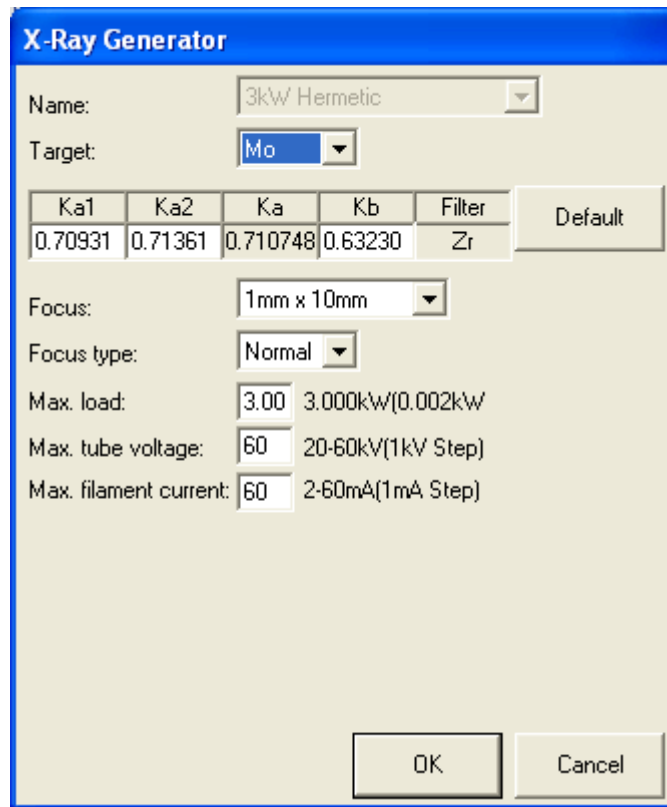 X-Ray Generator
Name: 3kW Hermetic
Target: Mo
Ka1 Ka2 Ka Kb Filter Default
0.70931 0.71361 0.710748 0.63230 Zr
Focus: 1mm x 10mm
Focus type: Normal
Max. load: 3.00 3.000kW(0.002kW
Max. tube voltage: 60 20-60kV(1kV Step)
Max. filament current: 60 2-60mA(1mA Step)
OK Cancel